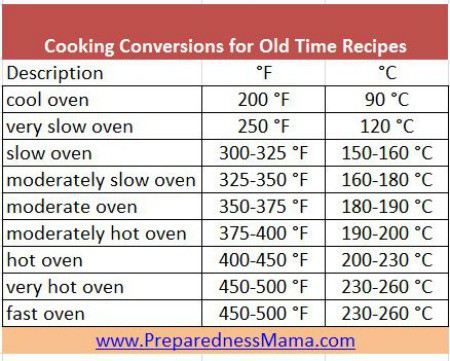 Cooking Conversions for Old Time Recipes
Description °F °C
cool oven 200 °F 90 °C
very slow oven 250 °F 120 °C
slow oven 300-325 °F 150-160 °C
moderately slow oven 325-350 °F 160-180 °C
moderate oven 350-375 °F 180-190 °C
moderately hot oven 375-400 °F 190-200 °C
hot oven 400-450 °F 200-230 °C
very hot oven 450-500 °F 230-260 °C
fast oven 450-500 °F 230-260 °C
www.PreparednessMama.com